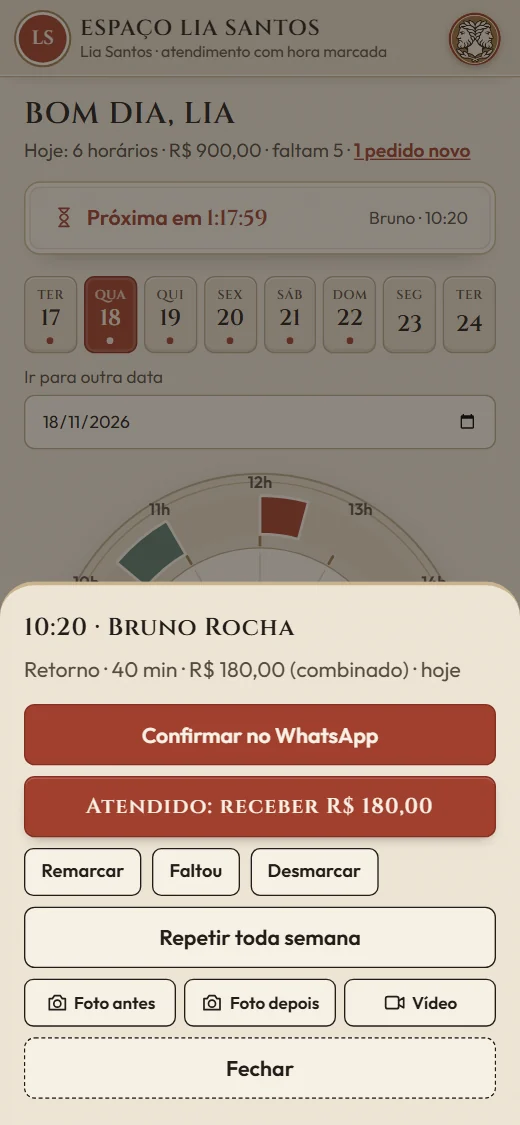 LS
ESPAÇO LIA SANTOS
Lia Santos · atendimento com hora marcada
BOM DIA, LIA
Hoje: 6 horários · R$ 900,00 · faltam 5 · 1 pedido novo
Próxima em 1:17:59
Bruno · 10:20
TER QUA QUI SEX SÁB DOM SEG TER
17 18 19 20 21 22 23 24
Ir para outra data
18/11/2026
12h
11h 13h
10h 14h
10:20 · Bruno Rocha
Retorno · 40 min · R$ 180,00 (combinado) · hoje
Confirmar no WhatsApp
Atendido: receber R$ 180,00
Remarcar Faltou Desmarcar
Repetir toda semana
Foto antes Foto depois Vídeo
Fechar